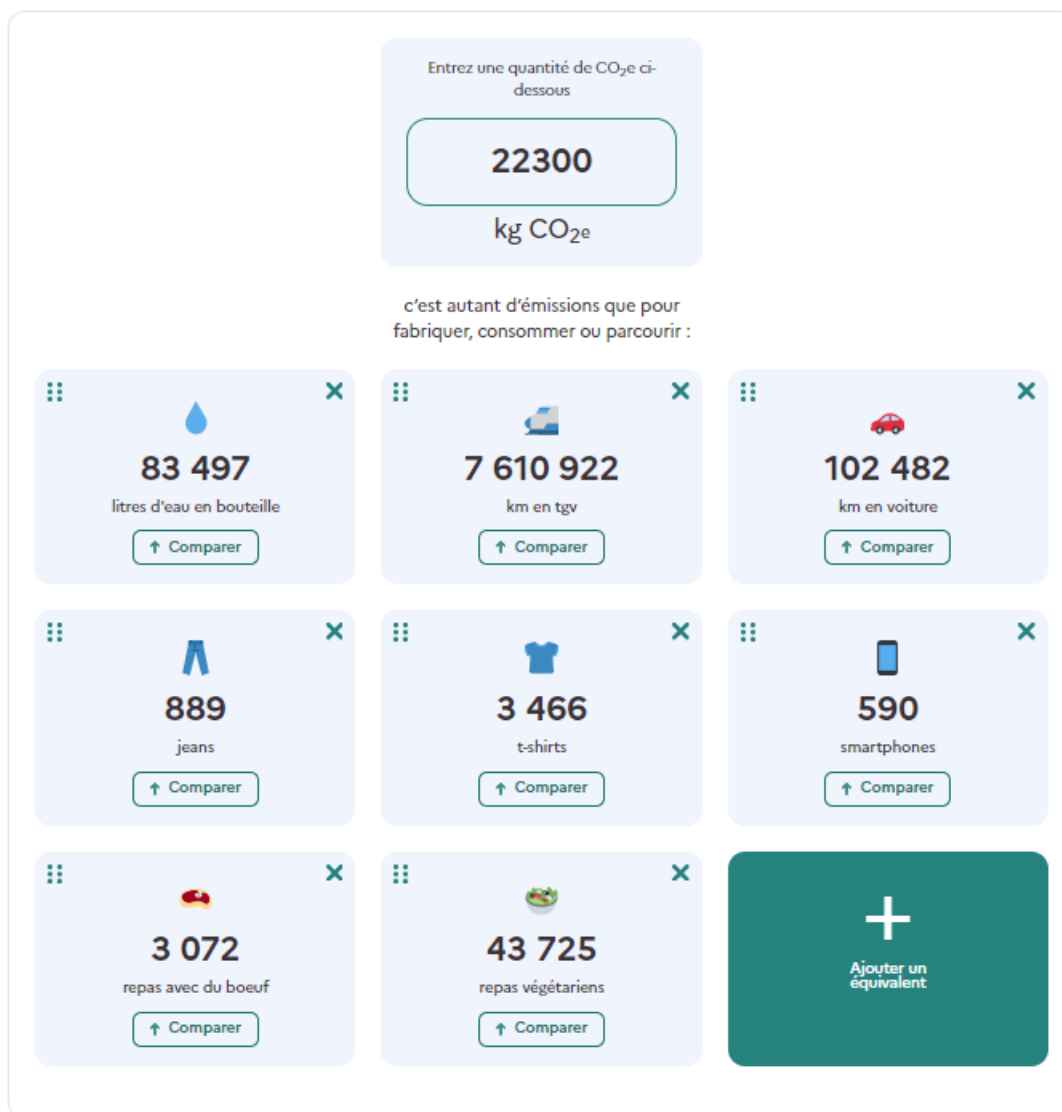 Entrez une quantité de CO₂e ci-
dessous
22300
kg CO₂e
c'est autant d'émissions que pour
fabriquer, consommer ou parcourir :
83 497
litres d'eau en bouteille
↑ Comparer
7 610 922
km en tgv
↑ Comparer
102 482
km en voiture
↑ Comparer
889
jeans
↑ Comparer
3 466
t-shirts
↑ Comparer
590
smartphones
↑ Comparer
3 072
repas avec du boeuf
↑ Comparer
43 725
repas végétariens
↑ Comparer
Ajouter un
équivalent